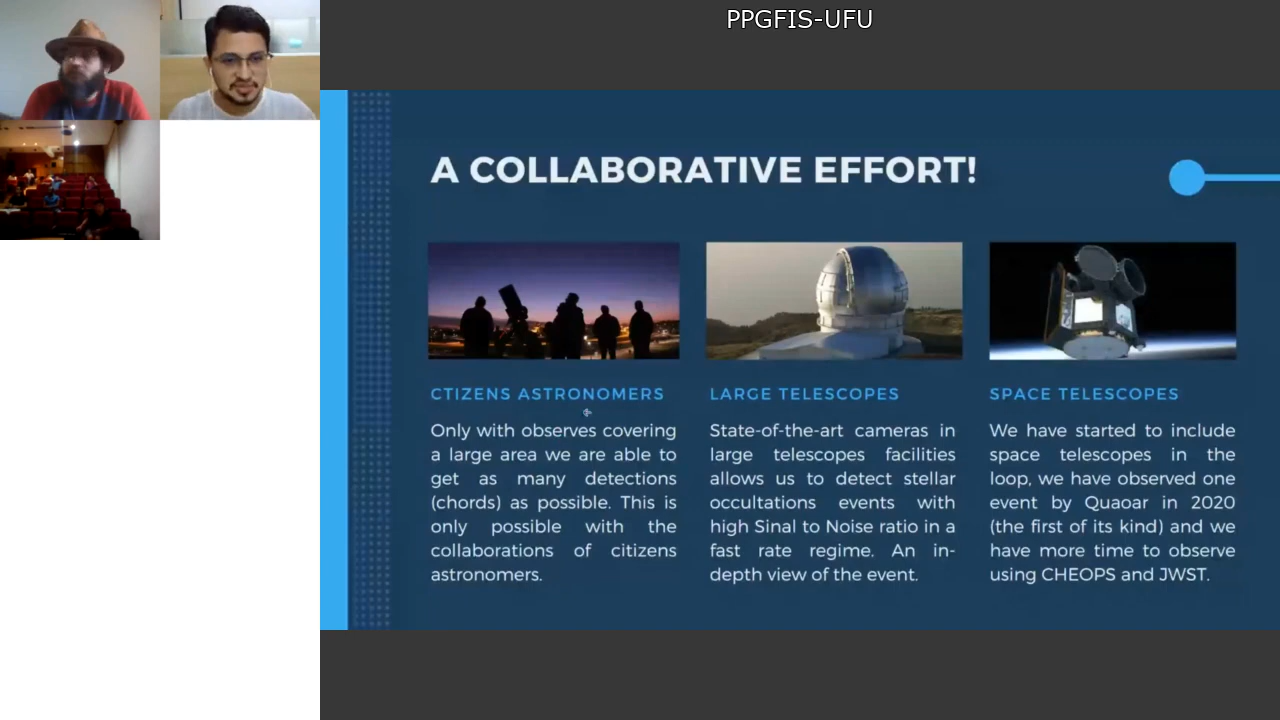 PPGFIS-UFU
A COLLABORATIVE EFFORT!
CTIZENS ASTRONOMERS
Only with observes covering
a large area we are able to
get as many detections
(chords) as possible. This is
only possible with the
collaborations of citizens
astronomers.
LARGE TELESCOPES
State-of-the-art cameras in
large telescopes facilities
allows us to detect stellar
occultations events with
high Sinal to Noise ratio in a
fast rate regime. An in-
depth view of the event.
SPACE TELESCOPES
We have started to include
space telescopes in the
loop, we have observed one
event by Quaoar in 2020
(the first of its kind) and we
have more time to observe
using CHEOPS and JWST.